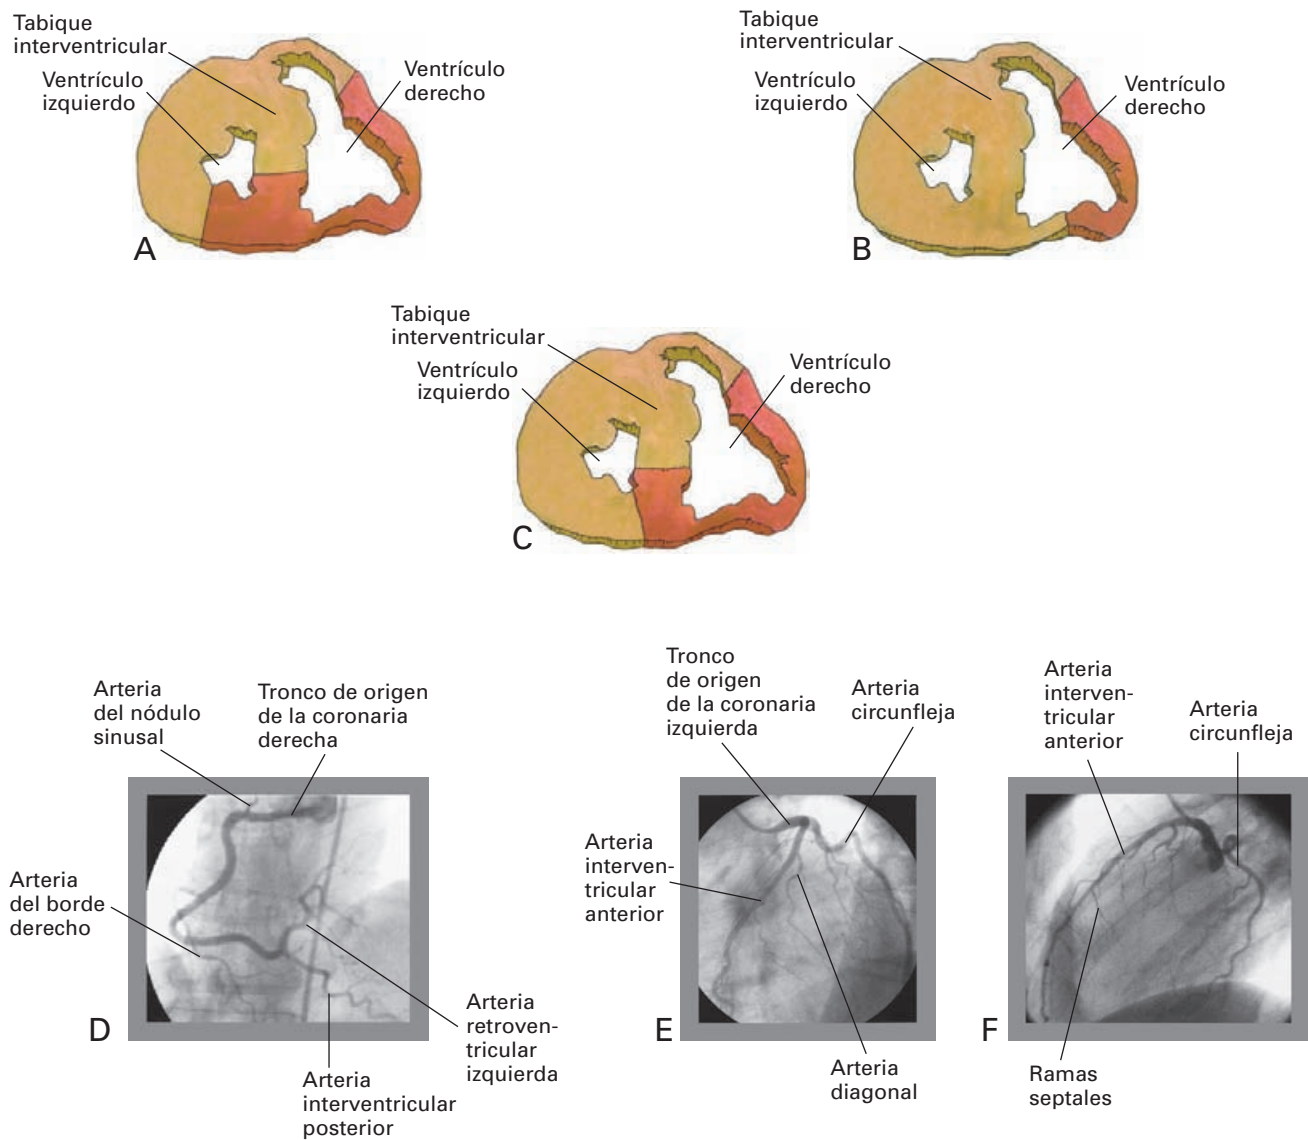 Tabique
interventricular
Ventrículo
izquierdo
Ventrículo
derecho
A
Tabique
interventricular
Ventrículo
izquierdo
Ventrículo
derecho
B
Tabique
interventricular
Ventrículo
izquierdo
Ventrículo
derecho
C
Arteria
del nódulo
sinusal
Tronco de origen
de la coronaria
derecha
Arteria
del borde
derecho
D
Arteria
interventricular
posterior
Arteria
retroven-
tricular
izquierda
Tronco
de origen
de la coronaria
izquierda
Arteria
circunfleja
Arteria
interven-
tricular
anterior
E
Arteria
diagonal
Arteria
interven-
tricular
anterior
Arteria
circunfleja
F
Ramas
septales